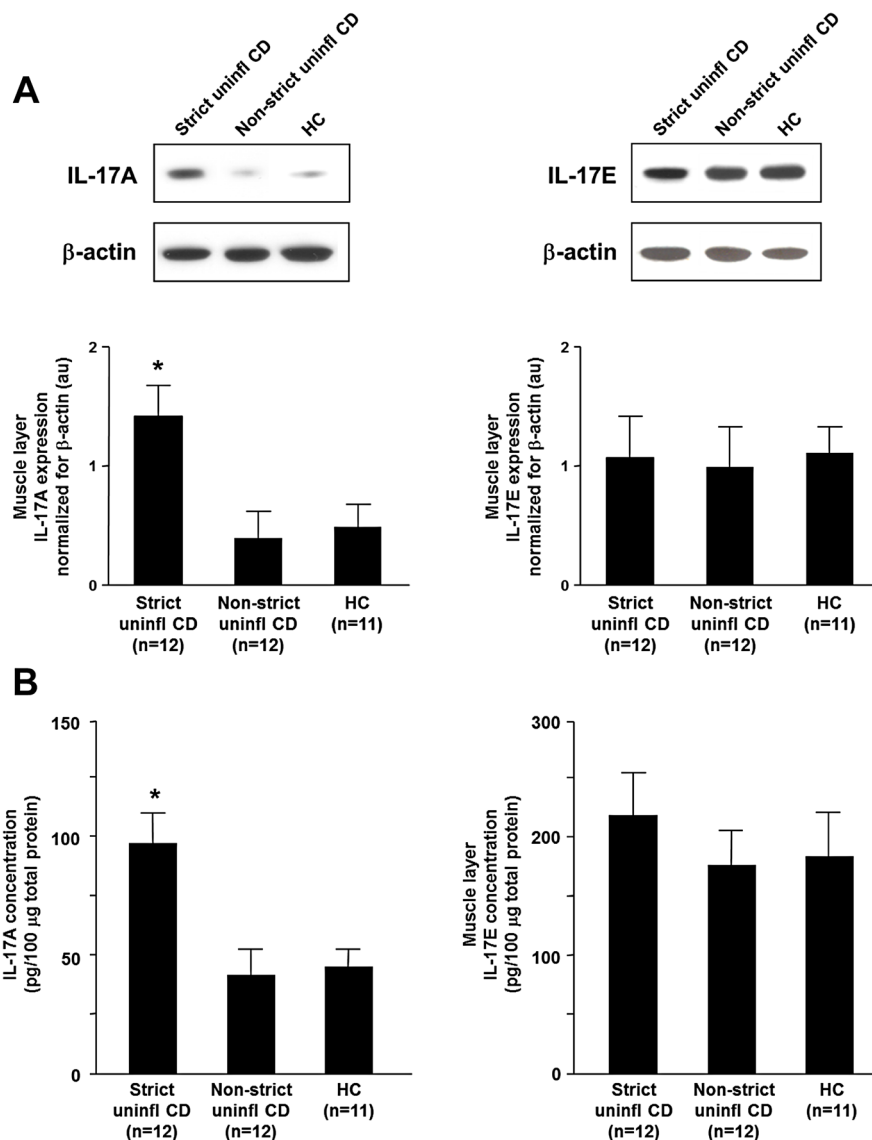 A
Strict uninfl CD
Non-strict uninfl CD
HC
IL-17A
β-actin
Strict uninfl CD
Non-strict uninfl CD
HC
IL-17E
β-actin
Muscle layer
IL-17A expression
normalized for β-actin (au)
2
1
0
*
Strict
uninfl CD
(n=12)
Non-strict
uninfl CD
(n=12)
HC
(n=11)
Muscle layer
IL-17E expression
normalized for β-actin (au)
2
1
0
Strict
uninfl CD
(n=12)
Non-strict
uninfl CD
(n=12)
HC
(n=11)
B
IL-17A concentration
(pg/100 μg total protein)
150
100
50
0
*
Strict
uninfl CD
(n=12)
Non-strict
uninfl CD
(n=12)
HC
(n=11)
Muscle layer
IL-17E concentration
(pg/100 μg total protein)
300
200
100
0
Strict
uninfl CD
(n=12)
Non-strict
uninfl CD
(n=12)
HC
(n=11)